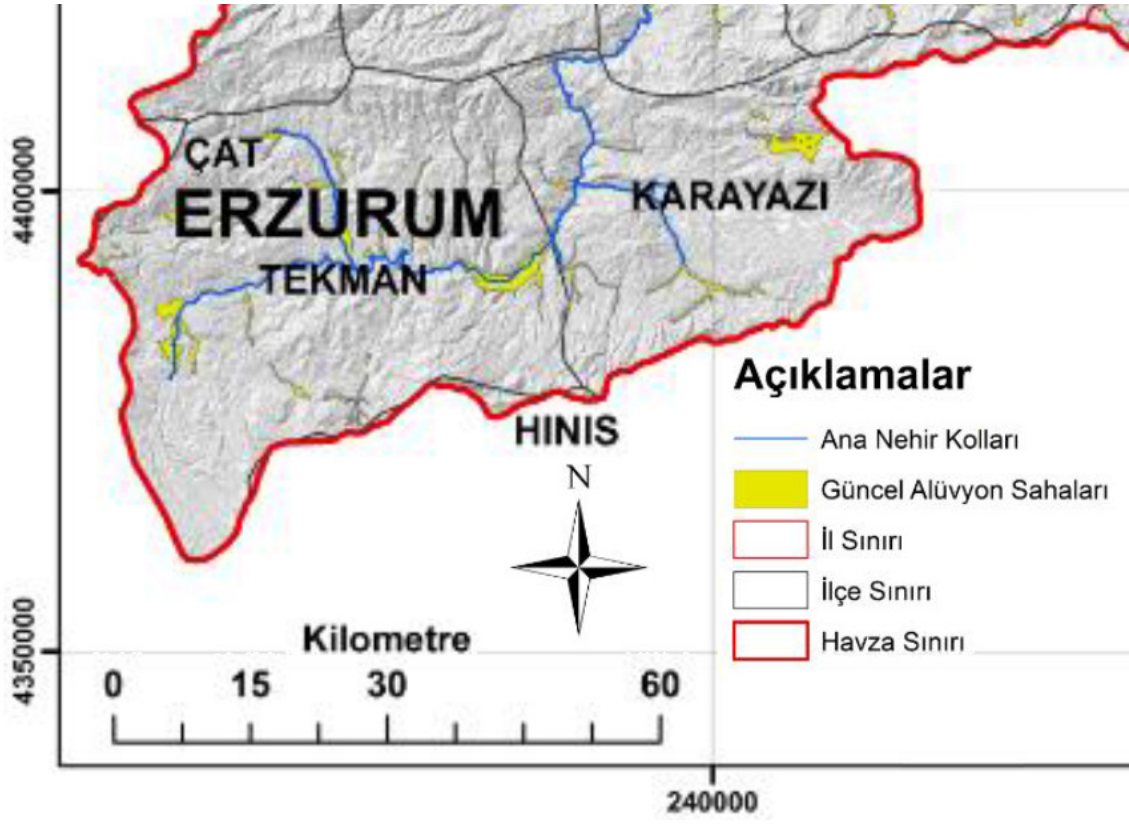 ÇAT
ERZURUM
KARAYAZI
TEKMAN
HINIS
N
4400000
4350000
240000
Kilometre
0 15 30 60
Açıklamalar
Ana Nehir Kolları
Güncel Alüvyon Sahaları
İl Sınırı
İlçe Sınırı
Havza Sınırı